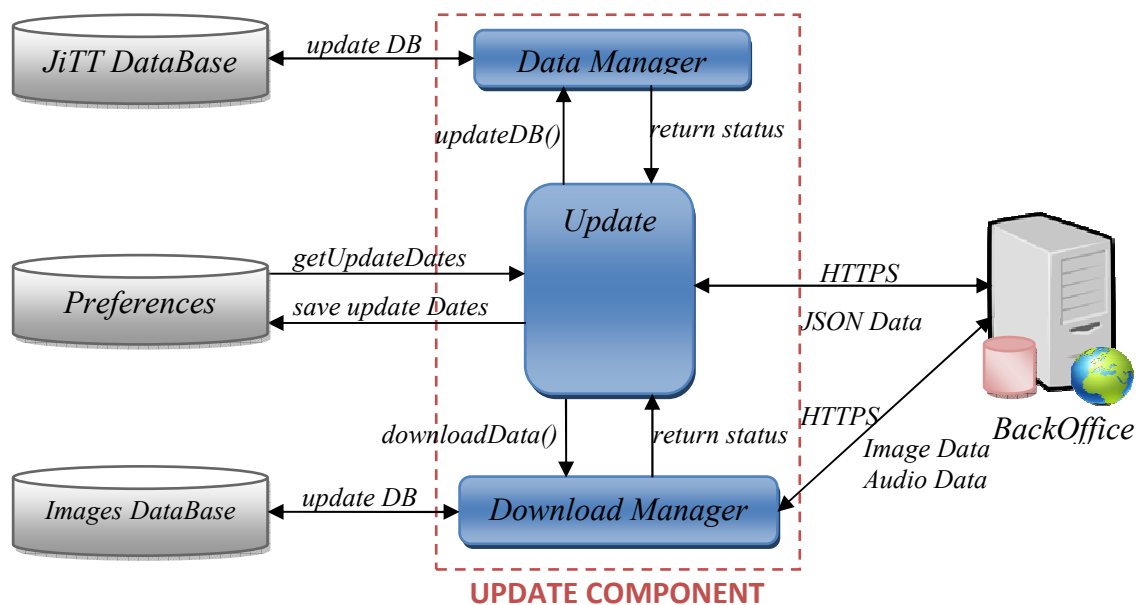 JiTT DataBase
update DB
Data Manager
updateDB()
return status
Update
getUpdateDates
Preferences
save update Dates
HTTPS
JSON Data
downloadData()
return status
HTTPS
Image Data
Audio Data
BackOffice
Images DataBase
update DB
Download Manager
UPDATE COMPONENT